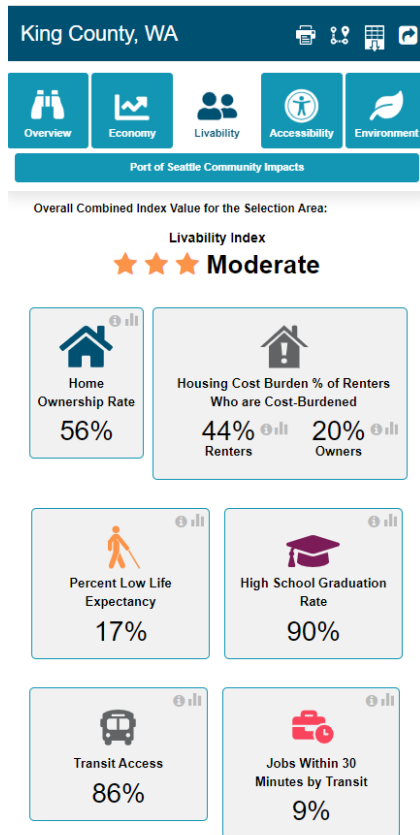 King County, WA
Overview
Economy
Livability
Accessibility
Environment
Port of Seattle Community Impacts
Overall Combined Index Value for the Selection Area:
Livability Index
Moderate
Home
Ownership Rate
56%
Housing Cost Burden % of Renters
Who are Cost-Burdened
44%
Renters
20%
Owners
Percent Low Life
Expectancy
17%
High School Graduation
Rate
90%
Transit Access
86%
Jobs Within 30
Minutes by Transit
9%